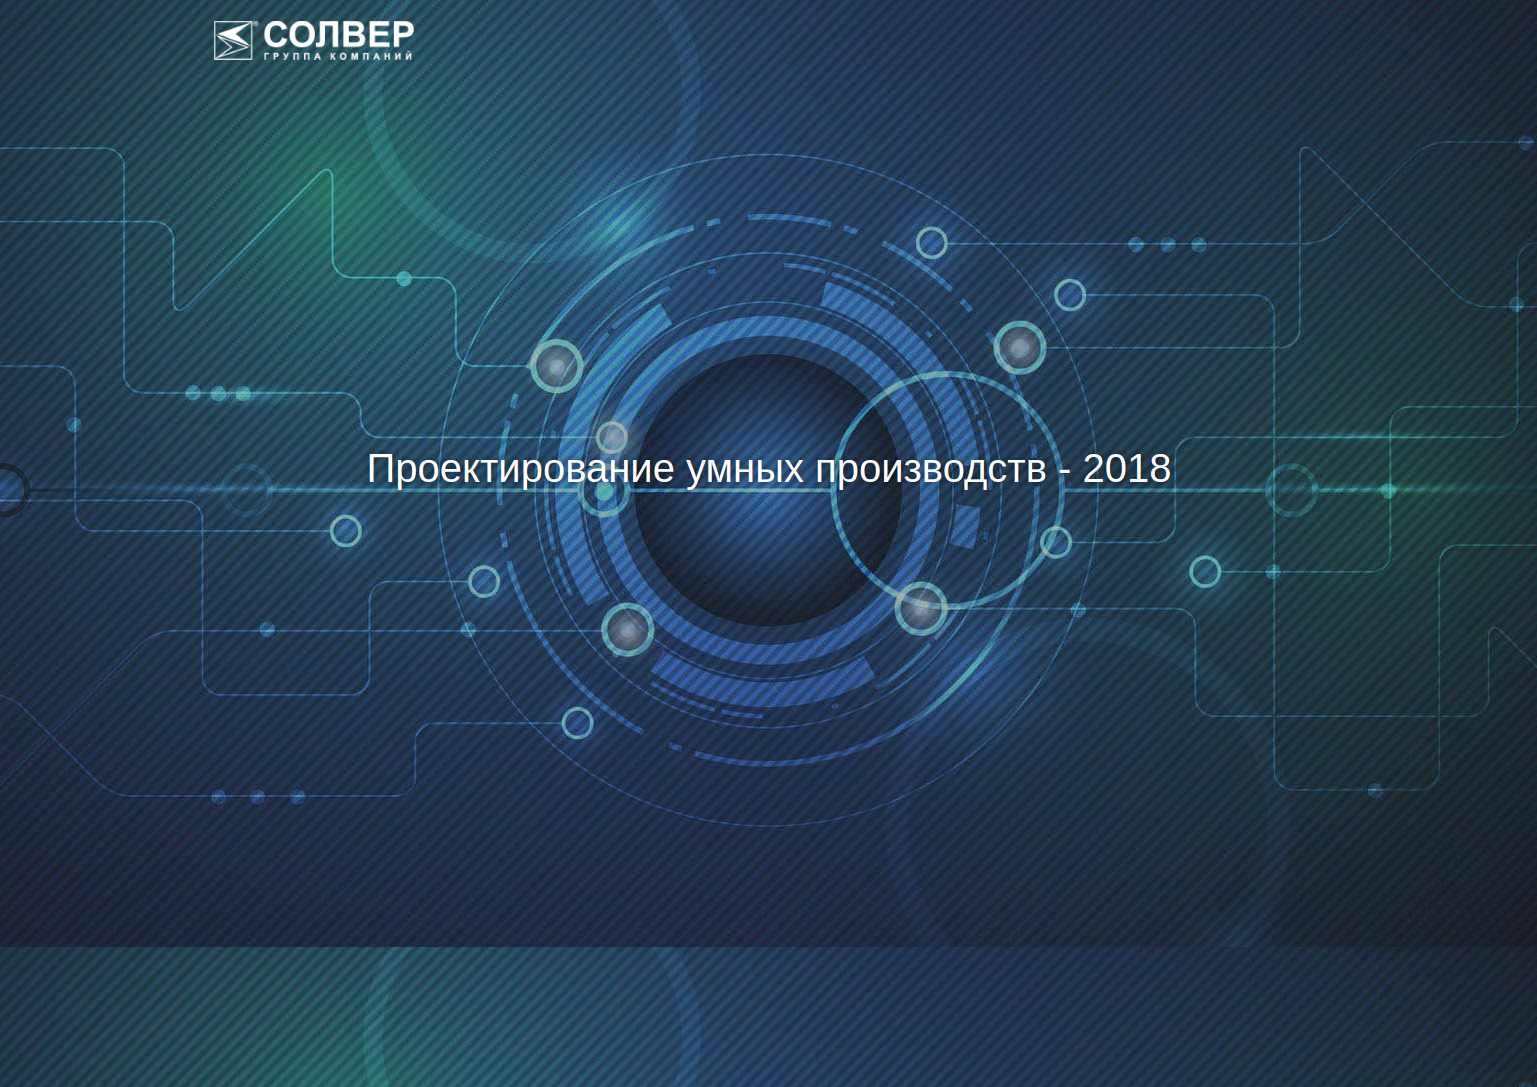 СОЛВЕР
ГРУППА КОМПАНИЙ
Проектирование умных производств - 2018